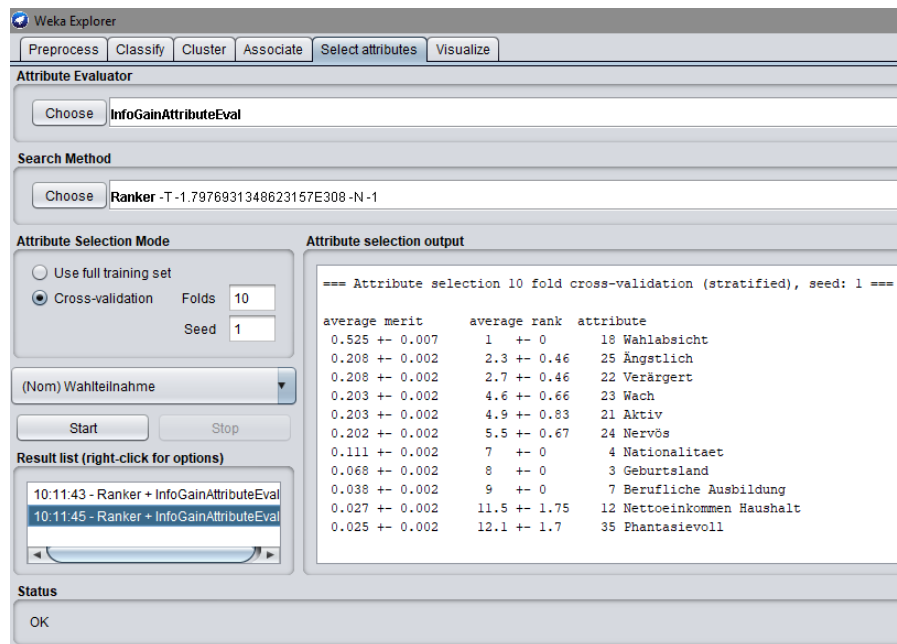 Weka Explorer
Preprocess Classify Cluster Associate Select attributes Visualize
Attribute Evaluator
Choose InfoGainAttributeEval
Search Method
Choose Ranker -T -1.7976931348623157E308 -N -1
Attribute Selection Mode
Use full training set
Cross-validation Folds 10
Seed 1
(Nom) Wahlteilnahme
Start Stop
Result list (right-click for options)
10:11:43 - Ranker + InfoGainAttributeEval
10:11:45 - Ranker + InfoGainAttributeEval
Attribute selection output
=== Attribute selection 10 fold cross-validation (stratified), seed: 1 ===
average merit average rank attribute
0.525 +- 0.007 1 +- 0 18 Wahlabsicht
0.208 +- 0.002 2.3 +- 0.46 25 Ängstlich
0.208 +- 0.002 2.7 +- 0.46 22 Verärgert
0.203 +- 0.002 4.6 +- 0.66 23 Wach
0.203 +- 0.002 4.9 +- 0.83 21 Aktiv
0.202 +- 0.002 5.5 +- 0.67 24 Nervös
0.111 +- 0.002 7 +- 0 4 Nationalitaet
0.068 +- 0.002 8 +- 0 3 Geburtsland
0.038 +- 0.002 9 +- 0 7 Berufliche Ausbildung
0.027 +- 0.002 11.5 +- 1.75 12 Nettoeinkommen Haushalt
0.025 +- 0.002 12.1 +- 1.7 35 Phantasievoll
Status
OK